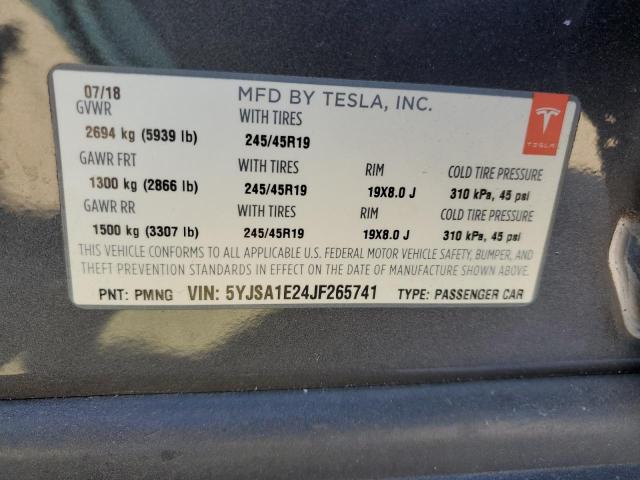 07/18 MFD BY TESLA, INC.
GVWR WITH TIRES
2694 kg (5939 lb) 245/45R19
TESLA
GAWR FRT WITH TIRES RIM COLD TIRE PRESSURE
1300 kg (2866 lb) 245/45R19 19X8.0 J 310 kPa, 45 psi
GAWR RR WITH TIRES RIM COLD TIRE PRESSURE
1500 kg (3307 lb) 245/45R19 19X8.0 J 310 kPa, 45 psi
THIS VEHICLE CONFORMS TO ALL APPLICABLE U.S. FEDERAL MOTOR VEHICLE SAFETY, BUMPER, AND
THEFT PREVENTION STANDARDS IN EFFECT ON THE DATE OF MANUFACTURE SHOWN ABOVE.
PNT: PMNG VIN: 5YJSA1E24JF265741 TYPE: PASSENGER CAR